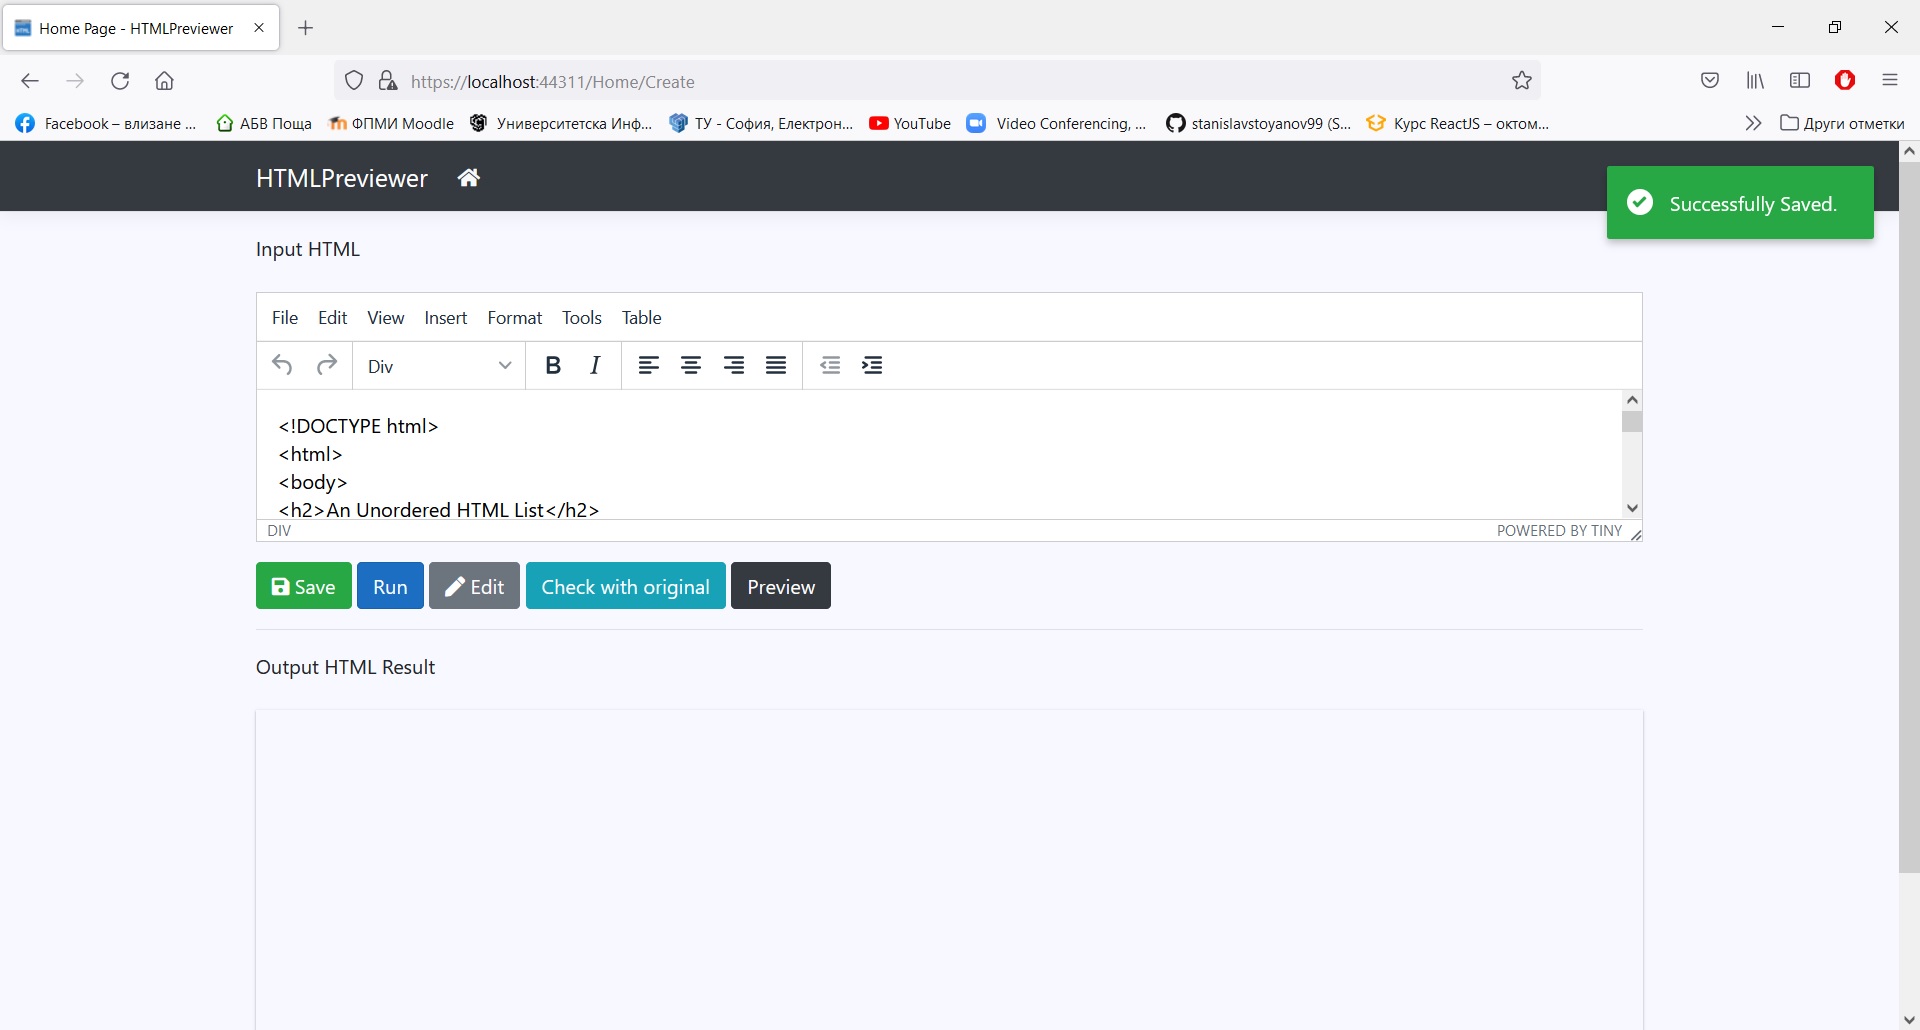 Home Page - HTMLPreviewer
https://localhost:44311/Home/Create
Facebook – влизане ... АБВ Поща ФПМИ Moodle Университетска Инф... ТУ - София, Електрон... YouTube Video Conferencing, ... stanislavstoyanov99 (S... Курс ReactJS – октом... Други отметки
HTMLPreviewer
Successfully Saved.
Input HTML
File Edit View Insert Format Tools Table
Div B I
<!DOCTYPE html>
<html>
<body>
<h2>An Unordered HTML List</h2>
DIV POWERED BY TINY
Save Run Edit Check with original Preview
Output HTML Result